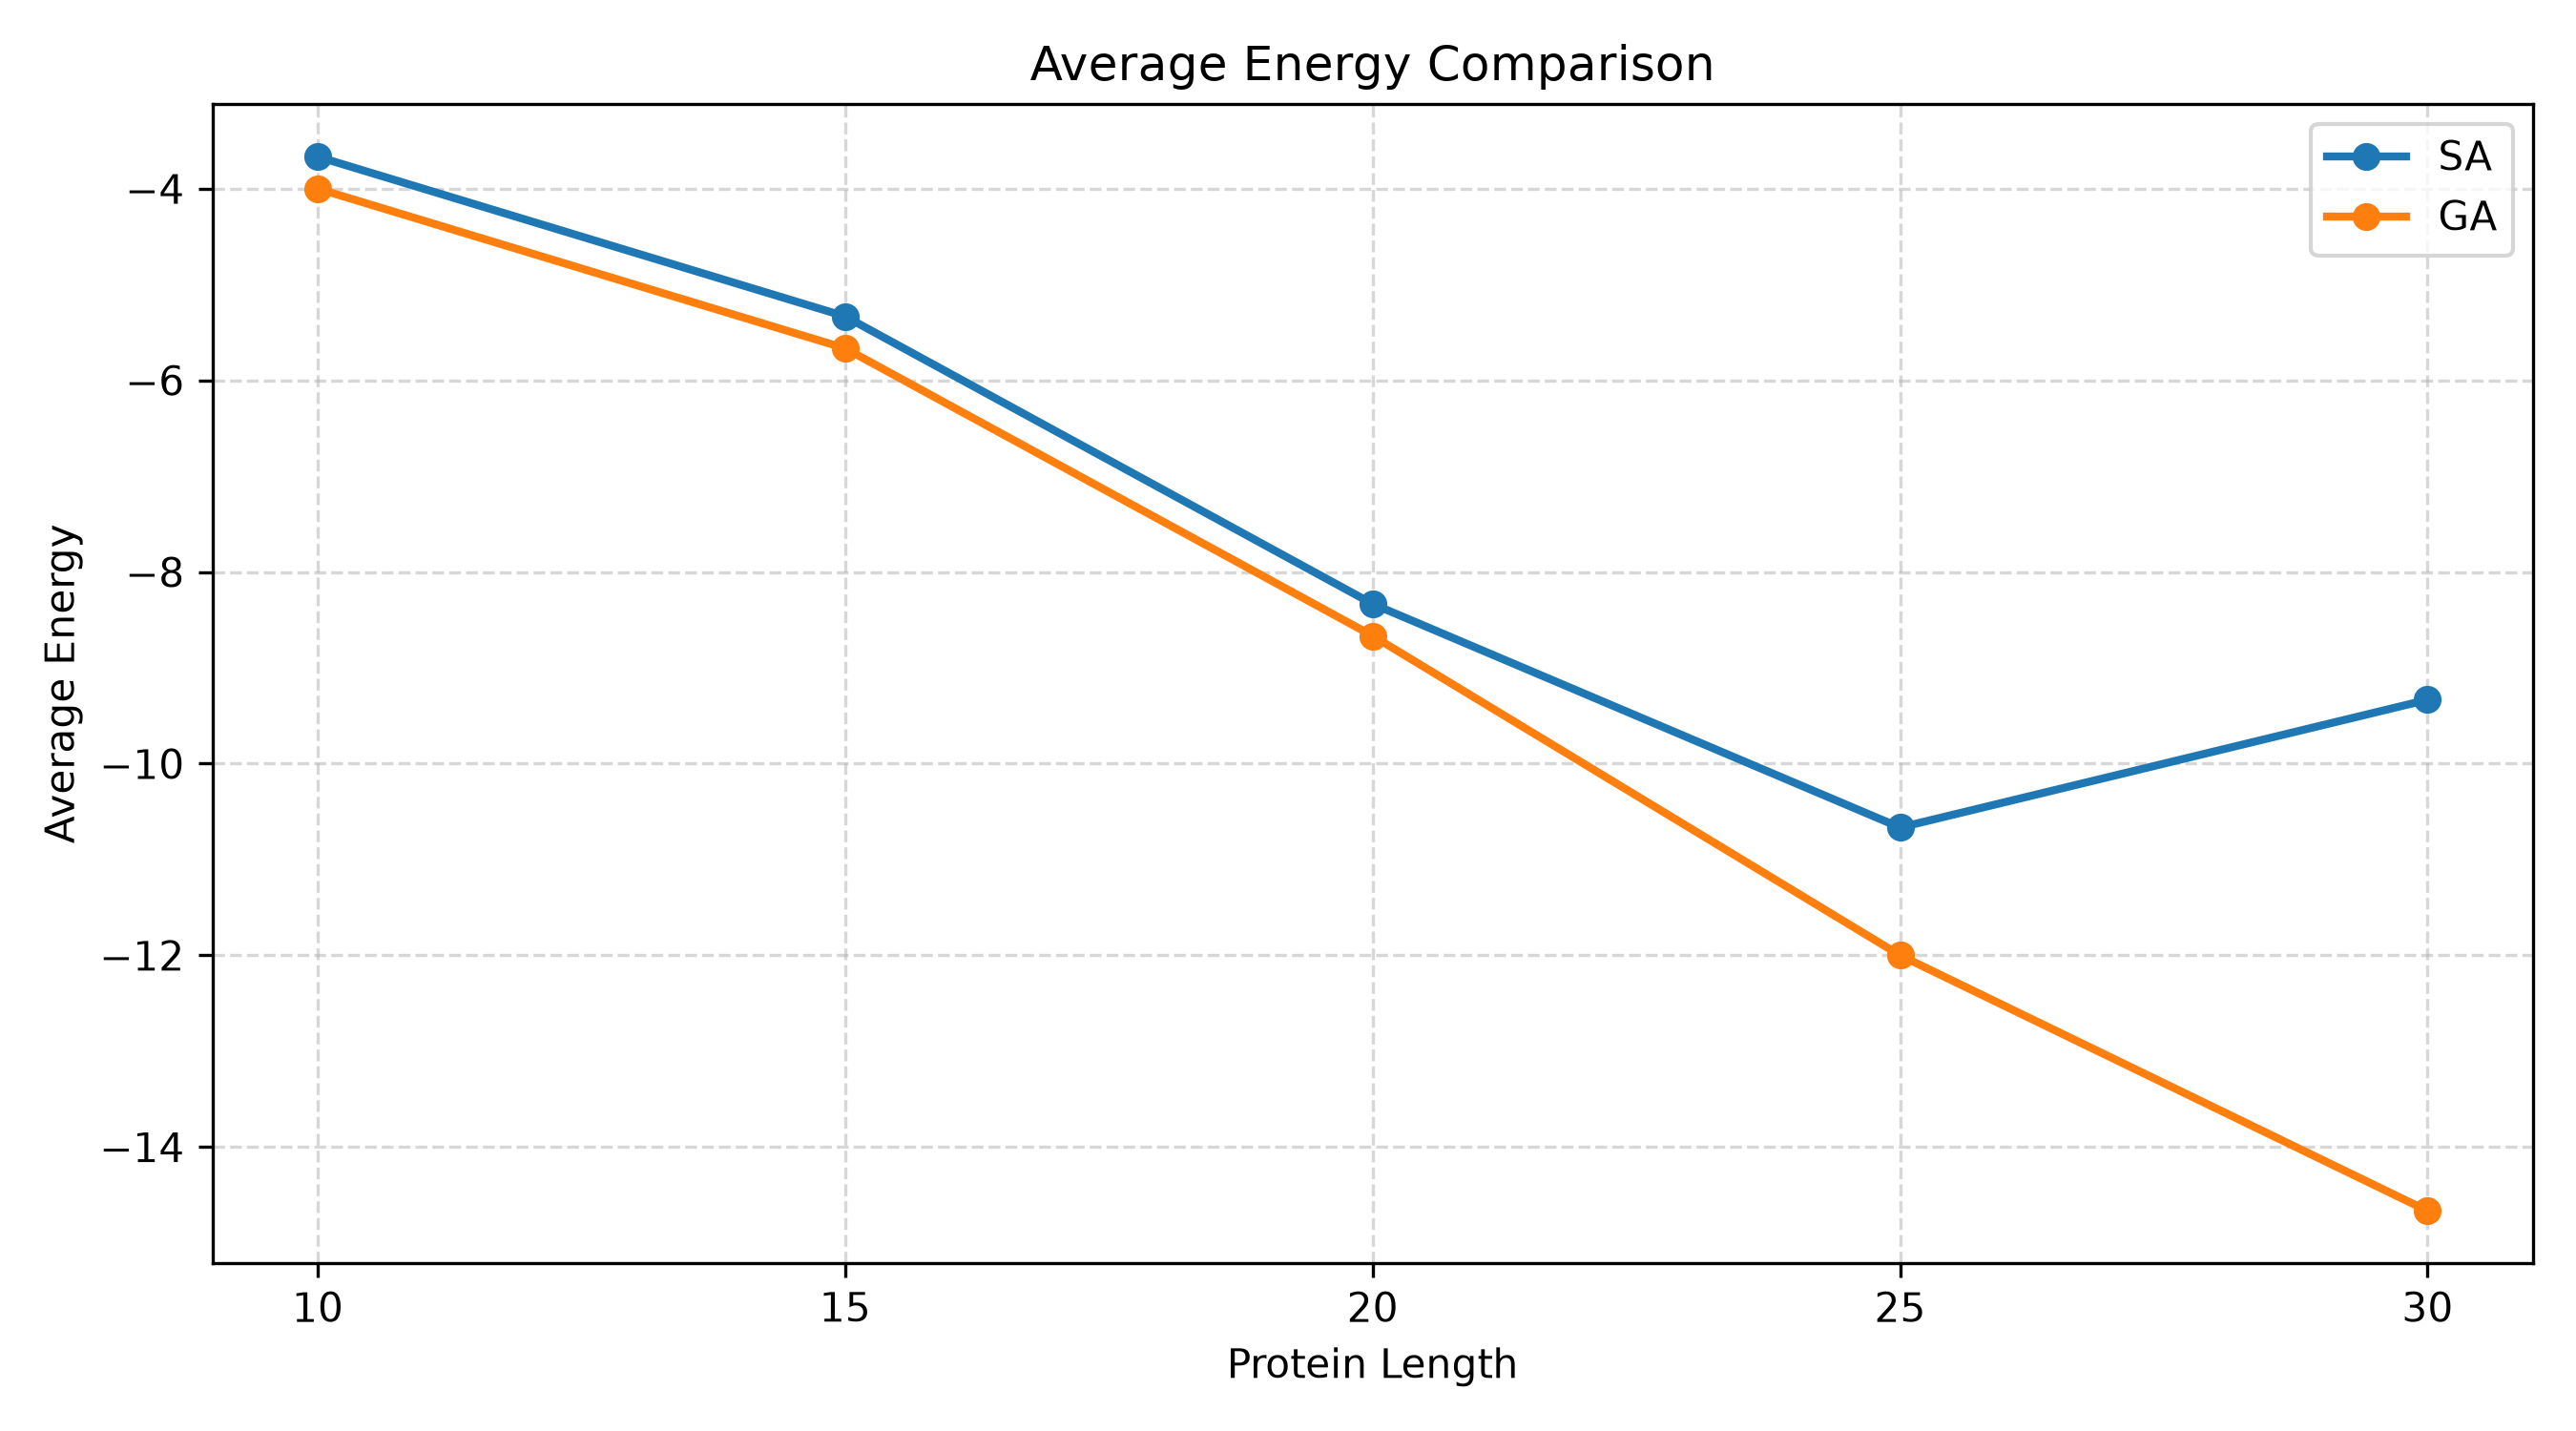 Average Energy Comparison
SA
GA
−4
−6
−8
−10
−12
−14
Average Energy
10 15 20 25 30
Protein Length